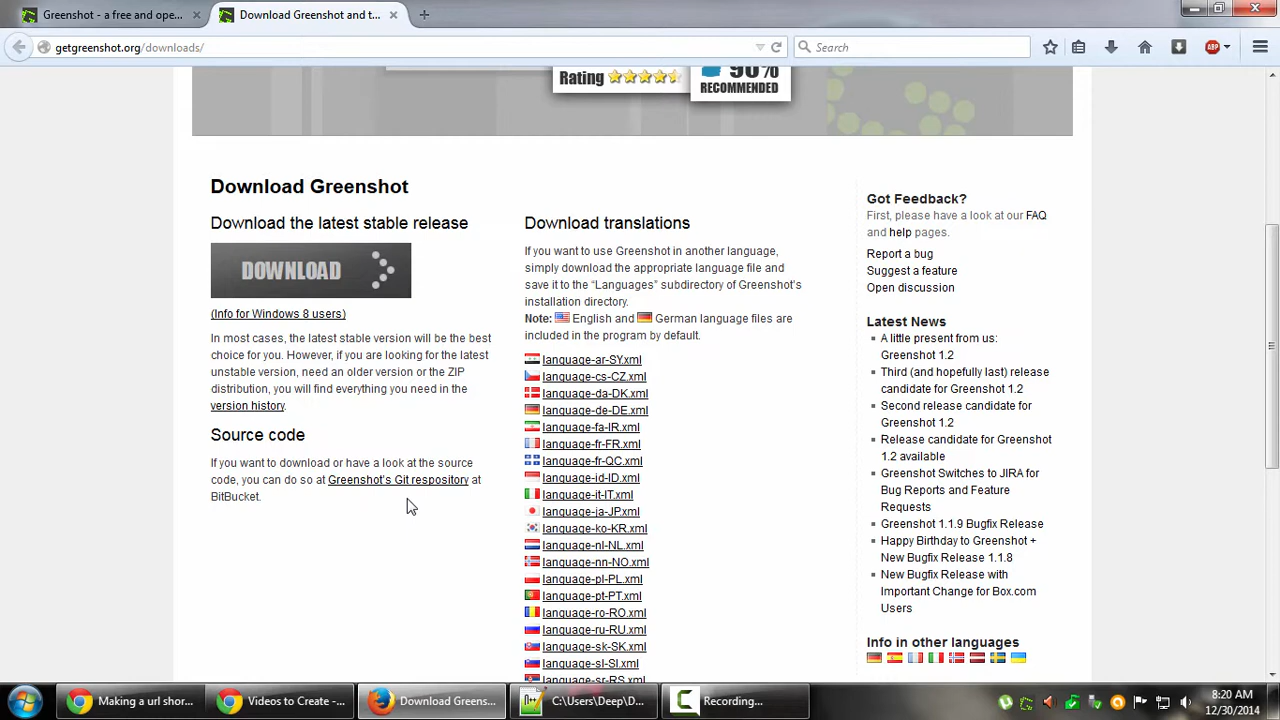 Greenshot - a free and ope...
Download Greenshot and t...
getgreenshot.org/downloads/
Search
ABP
Rating
90%
RECOMMENDED
Download Greenshot
Download the latest stable release
DOWNLOAD
(Info for Windows 8 users)
In most cases, the latest stable version will be the best
choice for you. However, if you are looking for the latest
unstable version, need an older version or the ZIP
distribution, you will find everything you need in the
version history.
Source code
If you want to download or have a look at the source
code, you can do so at Greenshot's Git respository at
BitBucket.
Download translations
If you want to use Greenshot in another language,
simply download the appropriate language file and
save it to the “Languages” subdirectory of Greenshot's
installation directory.
Note: English and German language files are
included in the program by default.
language-ar-SY.xml
language-cs-CZ.xml
language-da-DK.xml
language-de-DE.xml
language-fa-IR.xml
language-fr-FR.xml
language-fr-QC.xml
language-id-ID.xml
language-it-IT.xml
language-ja-JP.xml
language-ko-KR.xml
language-nl-NL.xml
language-nn-NO.xml
language-pl-PL.xml
language-pt-PT.xml
language-ro-RO.xml
language-ru-RU.xml
language-sk-SK.xml
language-sl-SI.xml
language-sr-RS.xml
Got Feedback?
First, please have a look at our FAQ
and help pages.
Report a bug
Suggest a feature
Open discussion
Latest News
A little present from us:
Greenshot 1.2
Third (and hopefully last) release
candidate for Greenshot 1.2
Second release candidate for
Greenshot 1.2
Release candidate for Greenshot
1.2 available
Greenshot Switches to JIRA for
Bug Reports and Feature
Requests
Greenshot 1.1.9 Bugfix Release
Happy Birthday to Greenshot +
New Bugfix Release 1.1.8
New Bugfix Release with
Important Change for Box.com
Users
Info in other languages
Making a url shor...
Videos to Create -...
Download Greens...
C:\Users\Deep\D...
Recording...
8:20 AM
12/30/2014